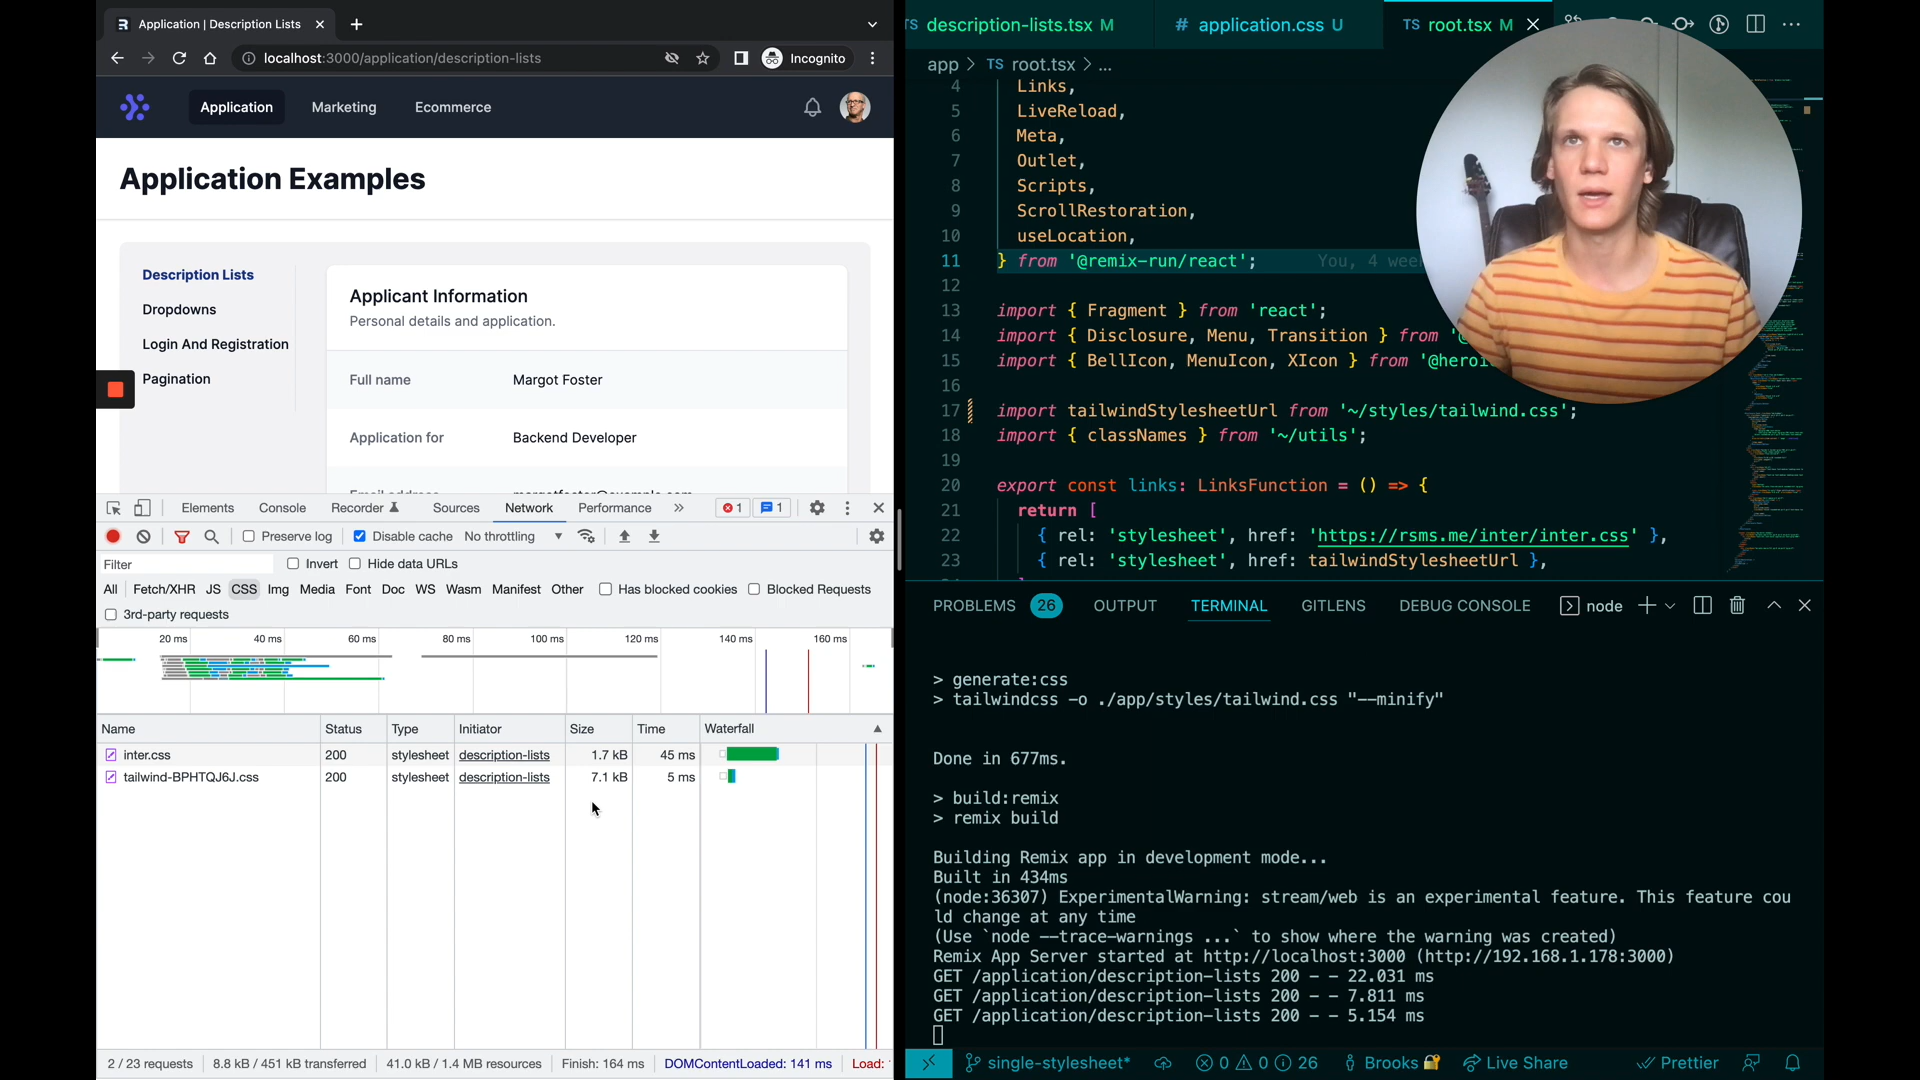 Application | Description Lists
localhost:3000/application/description-lists
Incognito
Application
Marketing
Ecommerce
Application Examples
Description Lists
Dropdowns
Login And Registration
Pagination
Applicant Information
Personal details and application.
Full name
Margot Foster
Application for
Backend Developer
Elements
Console
Recorder
Sources
Network
Performance
1
1
Preserve log
Disable cache
No throttling
Filter
Invert
Hide data URLs
All
Fetch/XHR
JS
CSS
Img
Media
Font
Doc
WS
Wasm
Manifest
Other
Has blocked cookies
Blocked Requests
3rd-party requests
20 ms
40 ms
60 ms
80 ms
100 ms
120 ms
140 ms
160 ms
Name
Status
Type
Initiator
Size
Time
Waterfall
inter.css 200 stylesheet description-lists 1.7 kB 45 ms
tailwind-BPHTQJ6J.css 200 stylesheet description-lists 7.1 kB 5 ms
2 / 23 requests
8.8 kB / 451 kB transferred
41.0 kB / 1.4 MB resources
Finish: 164 ms
DOMContentLoaded: 141 ms
Load:
TS description-lists.tsx M
# application.css U
TS root.tsx M
app > TS root.tsx > ...
4 Links,
5 LiveReload,
6 Meta,
7 Outlet,
8 Scripts,
9 ScrollRestoration,
10 useLocation,
11 } from '@remix-run/react'; You, 4
12
13 import { Fragment } from 'react';
14 import { Disclosure, Menu, Transition } from
15 import { BellIcon, MenuIcon, XIcon } from
16
17 import tailwindStylesheetUrl from '~/styles/tailwind.css';
18 import { classNames } from '~/utils';
19
20 export const links: LinksFunction = () => {
21 return [
22 { rel: 'stylesheet', href: 'https://rsms.me/inter/inter.css' },
23 { rel: 'stylesheet', href: tailwindStylesheetUrl },
PROBLEMS 26
OUTPUT
TERMINAL
GITLENS
DEBUG CONSOLE
node
> generate:css
> tailwindcss -o ./app/styles/tailwind.css "--minify"
Done in 677ms.
> build:remix
> remix build
Building Remix app in development mode...
Built in 434ms
(node:36307) ExperimentalWarning: stream/web is an experimental feature. This feature cou
ld change at any time
(Use `node --trace-warnings ...` to show where the warning was created)
Remix App Server started at http://localhost:3000 (http://192.168.1.178:3000)
GET /application/description-lists 200 - - 22.031 ms
GET /application/description-lists 200 - - 7.811 ms
GET /application/description-lists 200 - - 5.154 ms
single-stylesheet*
0
0
26
Brooks
Live Share
Prettier